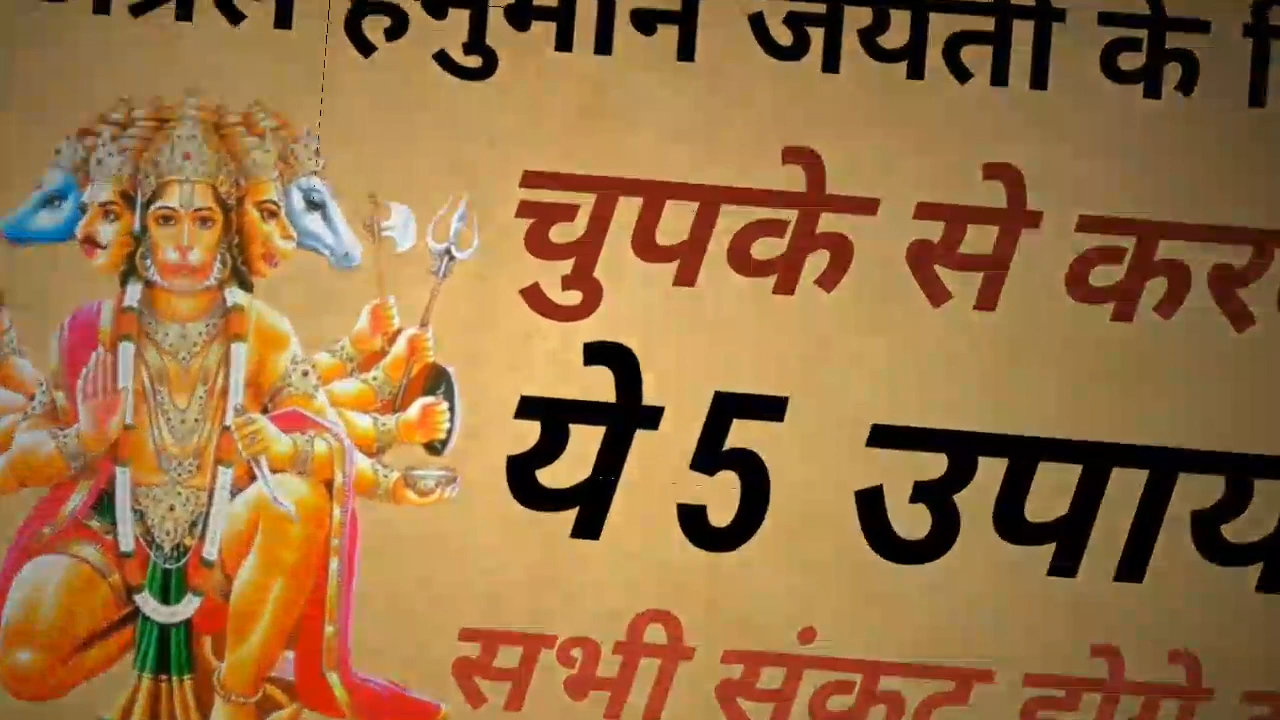 हनुमान जयंती के
चुपके से कर
ये 5 उपाय
सभी संकट होंगे